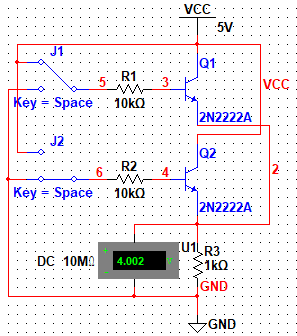 VCC
5V
J1
Q1
5
R1
3
VCC
Key = Space
10kΩ
2N2222A
J2
Q2
6
R2
4
2
Key = Space
10kΩ
2N2222A
U1
DC 10MΩ
4.002
R3
1kΩ
GND
GND